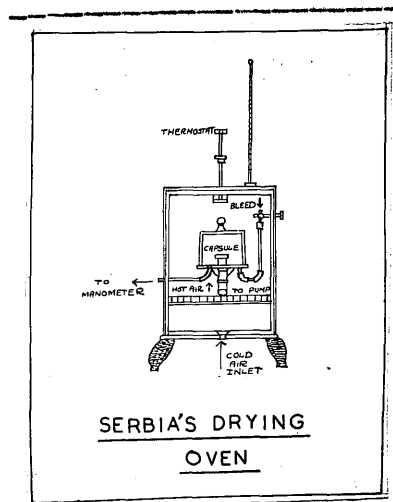 THERMOSTAT
BLEED
CAPSULE
TO
MANOMETER
HOT AIR
TO PUMP
COLD
AIR
INLET
SERBIA'S DRYING
OVEN